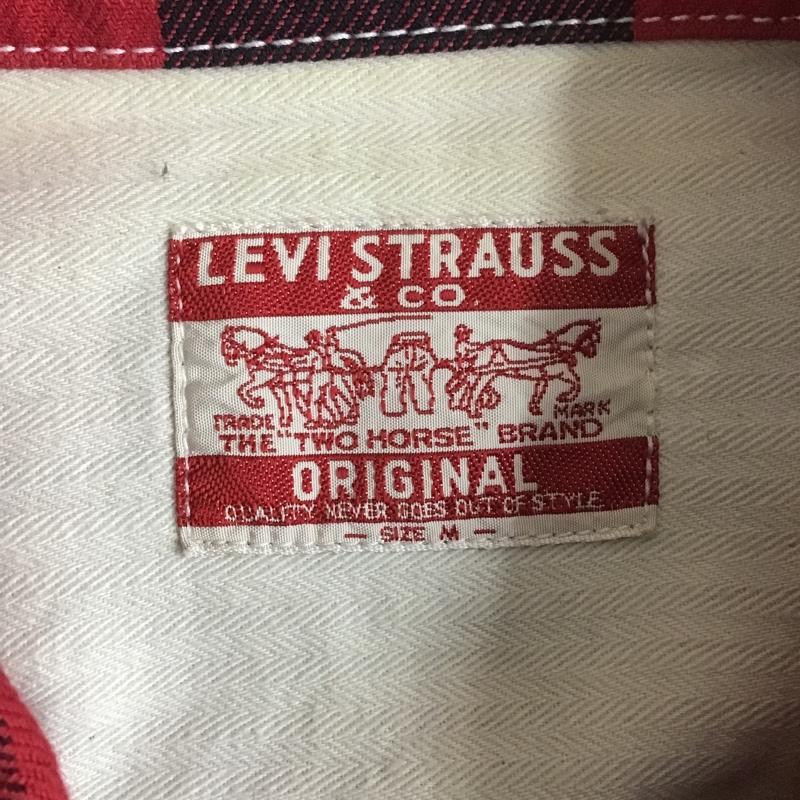 LEVI STRAUSS
& CO.
TRADE MARK
THE "TWO HORSE" BRAND
ORIGINAL
QUALITY NEVER GOES OUT OF STYLE
— SIZE M —